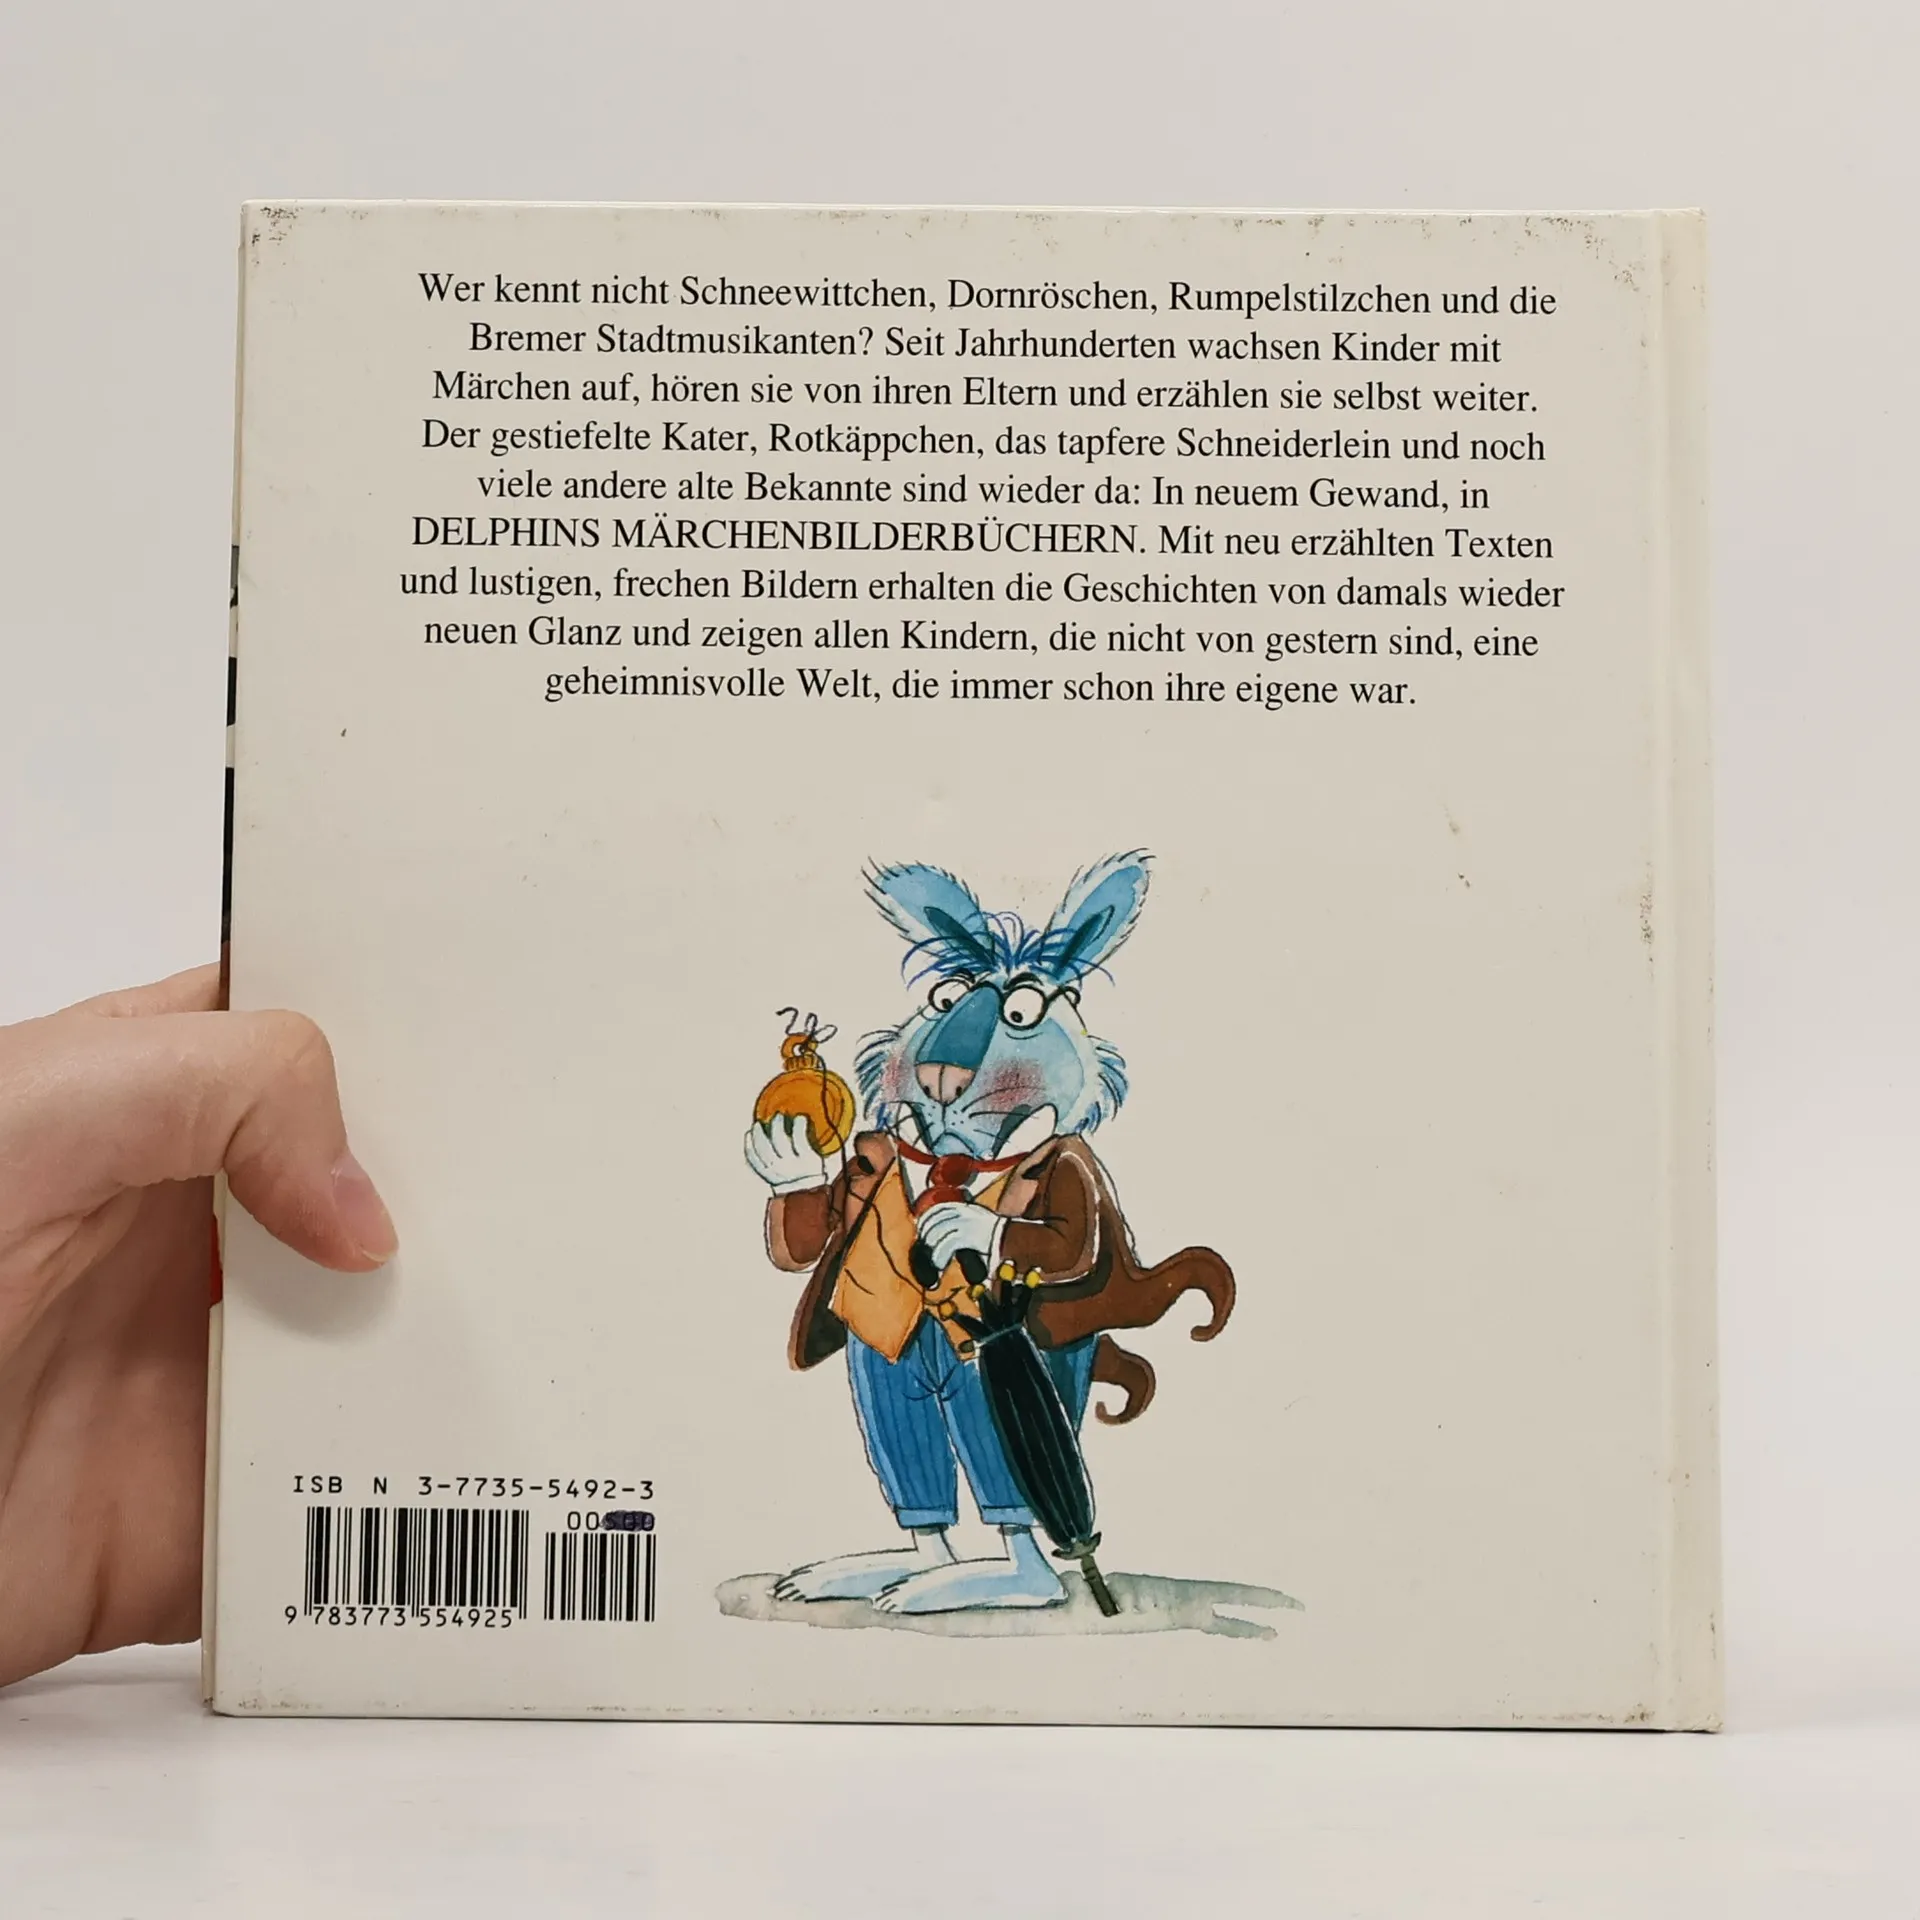 Wer kennt nicht Schneewittchen, Dornröschen, Rumpelstilzchen und die
Bremer Stadtmusikanten? Seit Jahrhunderten wachsen Kinder mit
Märchen auf, hören sie von ihren Eltern und erzählen sie selbst weiter.
Der gestiefelte Kater, Rotkäppchen, das tapfere Schneiderlein und noch
viele andere alte Bekannte sind wieder da: In neuem Gewand, in
DELPHINS MÄRCHENBILDERBÜCHERN. Mit neu erzählten Texten
und lustigen, frechen Bildern erhalten die Geschichten von damals wieder
neuen Glanz und zeigen allen Kindern, die nicht von gestern sind, eine
geheimnisvolle Welt, die immer schon ihre eigene war.
ISB N 3-7735-5492-3
9 783773 554925